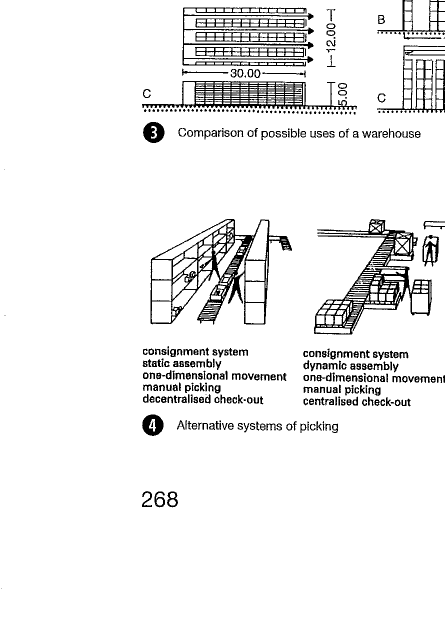 B
12.00
30.00
C
5.00
C
3 Comparison of possible uses of a warehouse
consignment system
static assembly
one-dimensional movement
manual picking
decentralised check-out
consignment system
dynamic assembly
one-dimensional movement
manual picking
centralised check-out
4 Alternative systems of picking
268